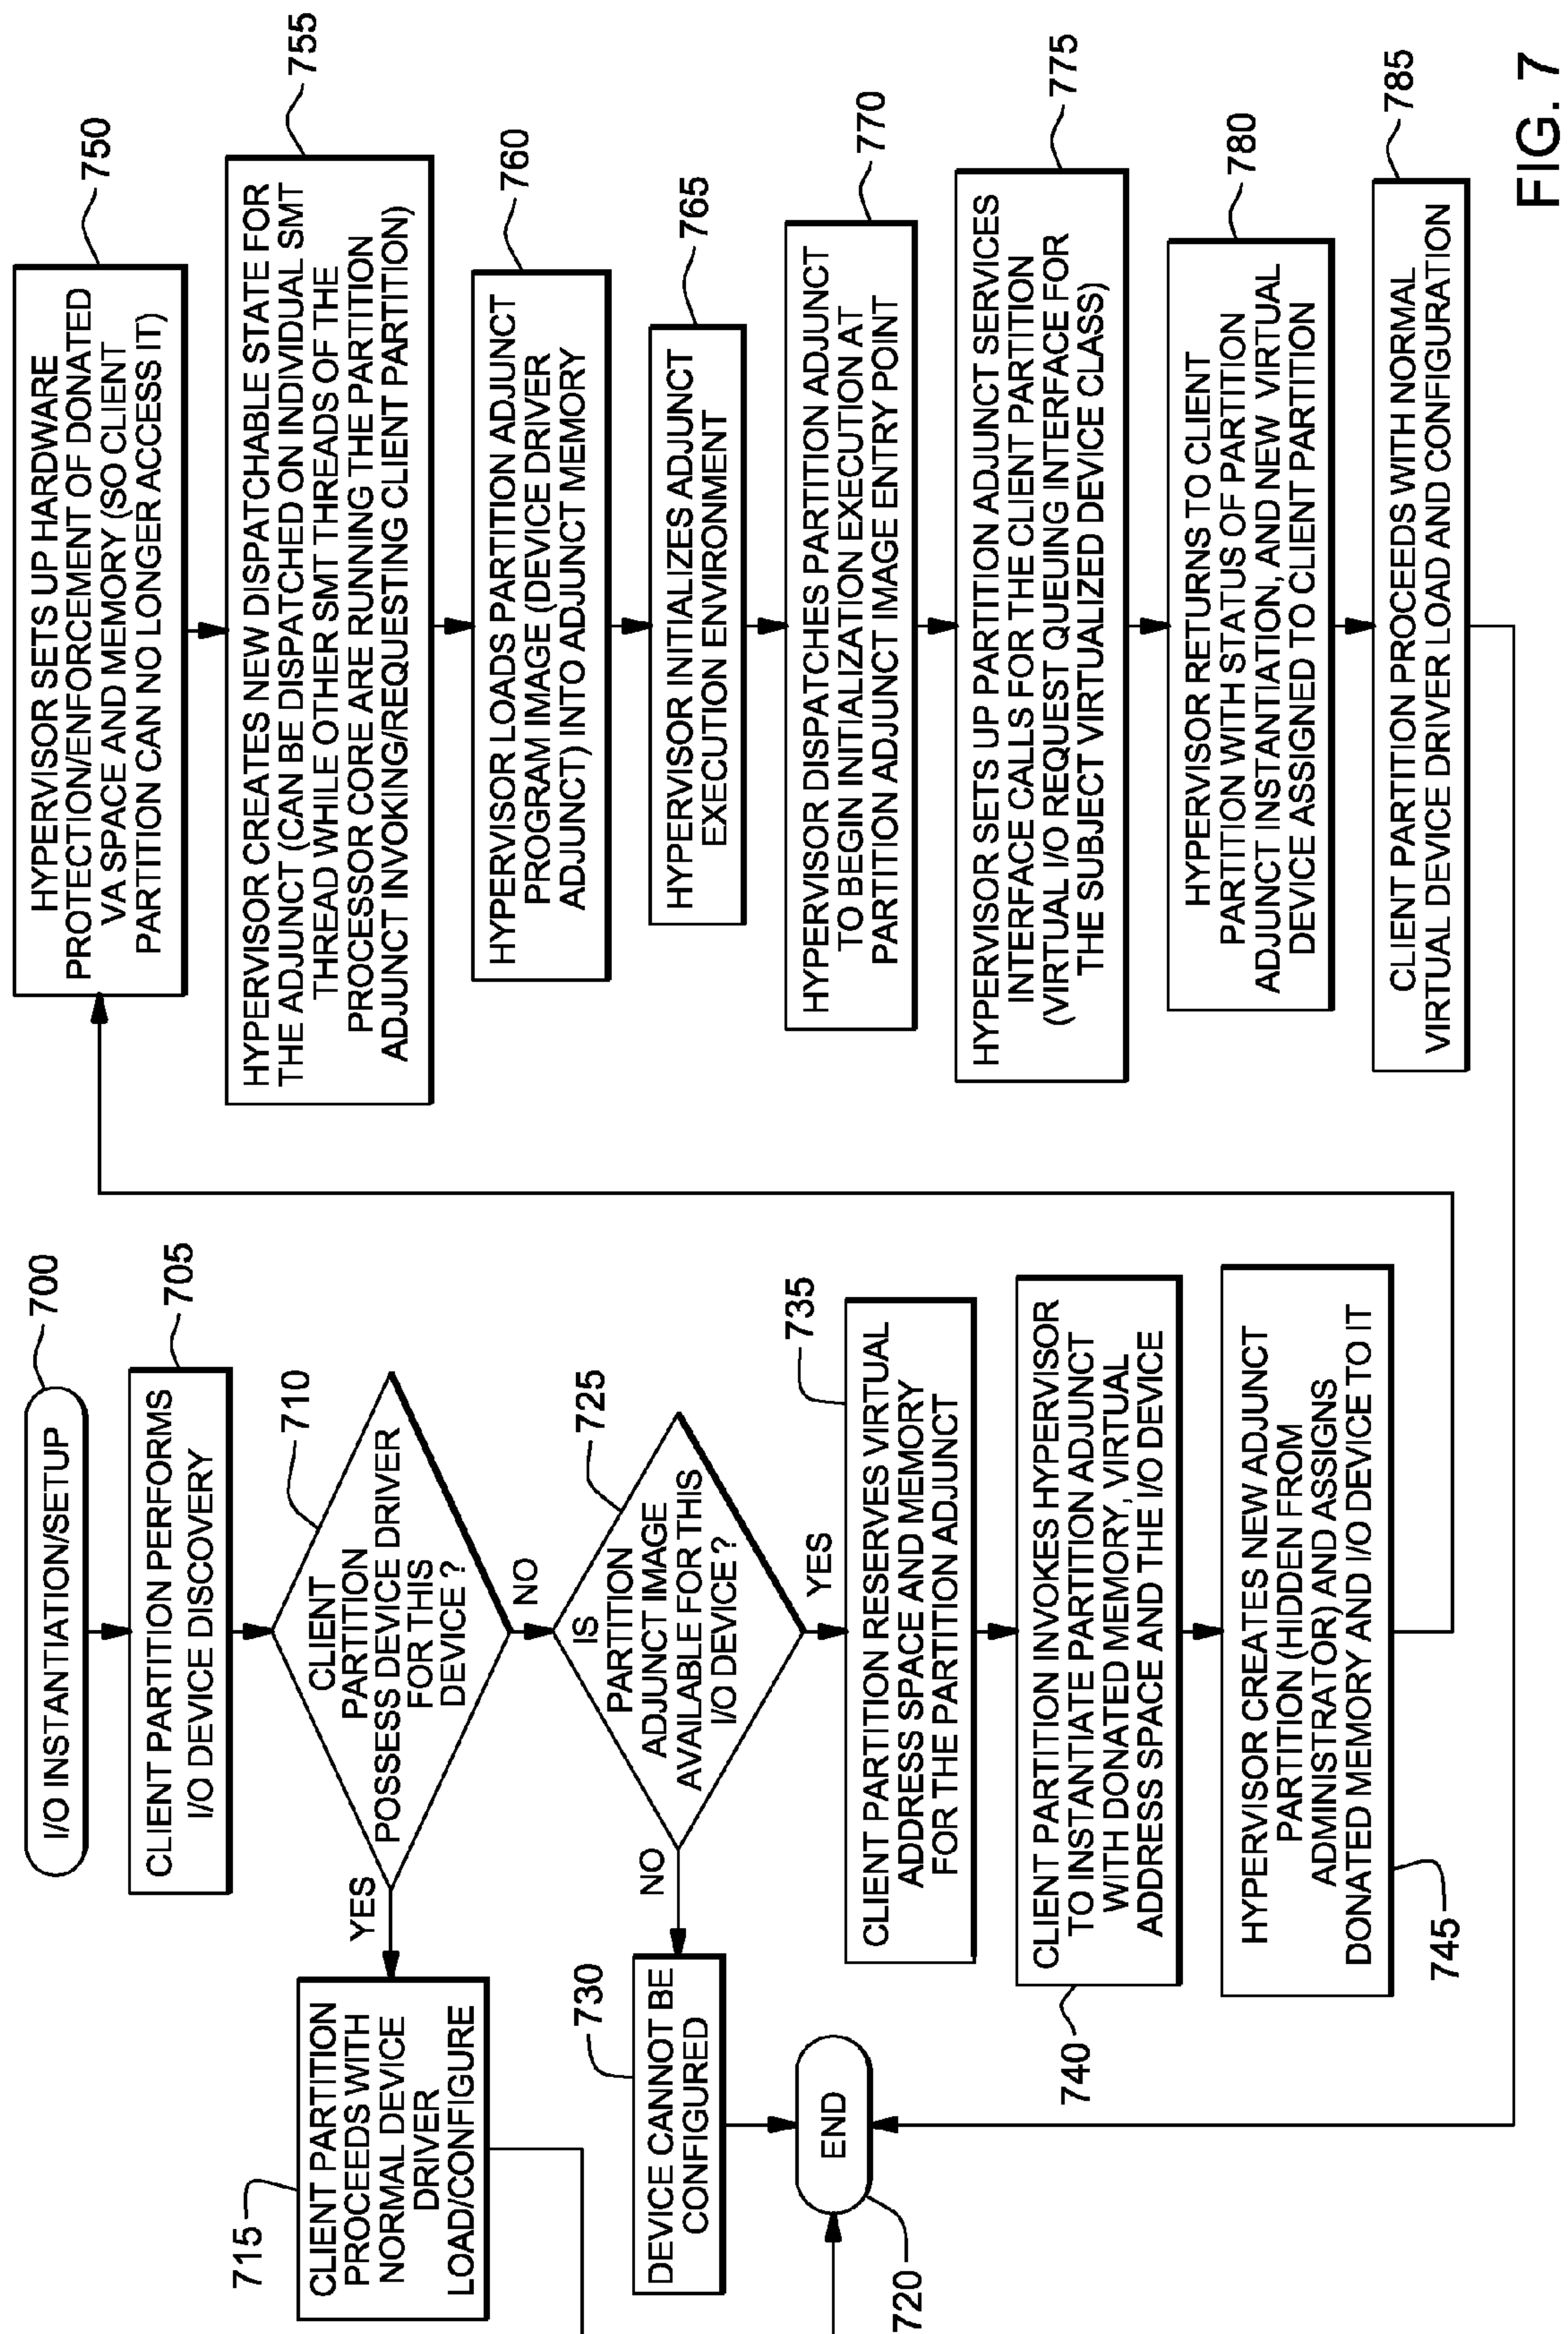 700
I/O INSTANTIATION/SETUP
705
CLIENT PARTITION PERFORMS
I/O DEVICE DISCOVERY
710
CLIENT
PARTITION
POSSESS DEVICE DRIVER
FOR THIS
DEVICE ?
YES
NO
715
CLIENT PARTITION
PROCEEDS WITH
NORMAL DEVICE
DRIVER
LOAD/CONFIGURE
725
IS
PARTITION
ADJUNCT IMAGE
AVAILABLE FOR THIS
I/O DEVICE ?
NO
YES
730
DEVICE CANNOT BE
CONFIGURED
END
720
735
CLIENT PARTITION RESERVES VIRTUAL
ADDRESS SPACE AND MEMORY
FOR THE PARTITION ADJUNCT
740
CLIENT PARTITION INVOKES HYPERVISOR
TO INSTANTIATE PARTITION ADJUNCT
WITH DONATED MEMORY, VIRTUAL
ADDRESS SPACE AND THE I/O DEVICE
745
HYPERVISOR CREATES NEW ADJUNCT
PARTITION (HIDDEN FROM
ADMINISTRATOR) AND ASSIGNS
DONATED MEMORY AND I/O DEVICE TO IT
750
HYPERVISOR SETS UP HARDWARE
PROTECTION/ENFORCEMENT OF DONATED
VA SPACE AND MEMORY (SO CLIENT
PARTITION CAN NO LONGER ACCESS IT)
755
HYPERVISOR CREATES NEW DISPATCHABLE STATE FOR
THE ADJUNCT (CAN BE DISPATCHED ON INDIVIDUAL SMT
THREAD WHILE OTHER SMT THREADS OF THE
PROCESSOR CORE ARE RUNNING THE PARTITION
ADJUNCT INVOKING/REQUESTING CLIENT PARTITION)
760
HYPERVISOR LOADS PARTITION ADJUNCT
PROGRAM IMAGE (DEVICE DRIVER
ADJUNCT) INTO ADJUNCT MEMORY
765
HYPERVISOR INITIALIZES ADJUNCT
EXECUTION ENVIRONMENT
770
HYPERVISOR DISPATCHES PARTITION ADJUNCT
TO BEGIN INITIALIZATION EXECUTION AT
PARTITION ADJUNCT IMAGE ENTRY POINT
775
HYPERVISOR SETS UP PARTITION ADJUNCT SERVICES
INTERFACE CALLS FOR THE CLIENT PARTITION
(VIRTUAL I/O REQUEST QUEUING INTERFACE FOR
THE SUBJECT VIRTUALIZED DEVICE CLASS)
780
HYPERVISOR RETURNS TO CLIENT
PARTITION WITH STATUS OF PARTITION
ADJUNCT INSTANTIATION, AND NEW VIRTUAL
DEVICE ASSIGNED TO CLIENT PARTITION
785
CLIENT PARTITION PROCEEDS WITH NORMAL
VIRTUAL DEVICE DRIVER LOAD AND CONFIGURATION
FIG. 7